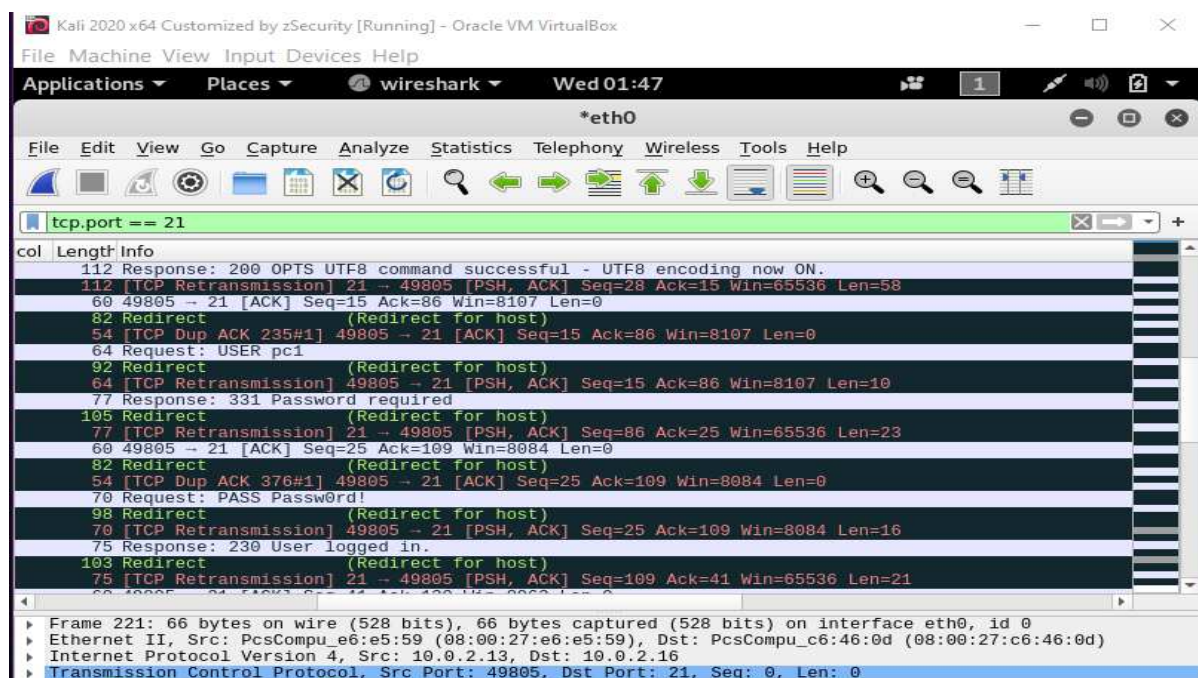 Kali 2020 x64 Customized by zSecurity [Running] - Oracle VM VirtualBox
File Machine View Input Devices Help
Applications Places wireshark Wed 01:47 1
*eth0
File Edit View Go Capture Analyze Statistics Telephony Wireless Tools Help
tcp.port == 21
col Length Info
112 Response: 200 OPTS UTF8 command successful - UTF8 encoding now ON.
112 [TCP Retransmission] 21 → 49805 [PSH, ACK] Seq=28 Ack=15 Win=65536 Len=58
60 49805 → 21 [ACK] Seq=15 Ack=86 Win=8107 Len=0
82 Redirect (Redirect for host)
54 [TCP Dup ACK 235#1] 49805 → 21 [ACK] Seq=15 Ack=86 Win=8107 Len=0
64 Request: USER pc1
92 Redirect (Redirect for host)
64 [TCP Retransmission] 49805 → 21 [PSH, ACK] Seq=15 Ack=86 Win=8107 Len=10
77 Response: 331 Password required
105 Redirect (Redirect for host)
77 [TCP Retransmission] 21 → 49805 [PSH, ACK] Seq=86 Ack=25 Win=65536 Len=23
60 49805 → 21 [ACK] Seq=25 Ack=109 Win=8084 Len=0
82 Redirect (Redirect for host)
54 [TCP Dup ACK 376#1] 49805 → 21 [ACK] Seq=25 Ack=109 Win=8084 Len=0
70 Request: PASS Passw0rd!
98 Redirect (Redirect for host)
70 [TCP Retransmission] 49805 → 21 [PSH, ACK] Seq=25 Ack=109 Win=8084 Len=16
75 Response: 230 User logged in.
103 Redirect (Redirect for host)
75 [TCP Retransmission] 21 → 49805 [PSH, ACK] Seq=109 Ack=41 Win=65536 Len=21
Frame 221: 66 bytes on wire (528 bits), 66 bytes captured (528 bits) on interface eth0, id 0
Ethernet II, Src: PcsCompu_e6:e5:59 (08:00:27:e6:e5:59), Dst: PcsCompu_c6:46:0d (08:00:27:c6:46:0d)
Internet Protocol Version 4, Src: 10.0.2.13, Dst: 10.0.2.16
Transmission Control Protocol, Src Port: 49805, Dst Port: 21, Seq: 0, Len: 0